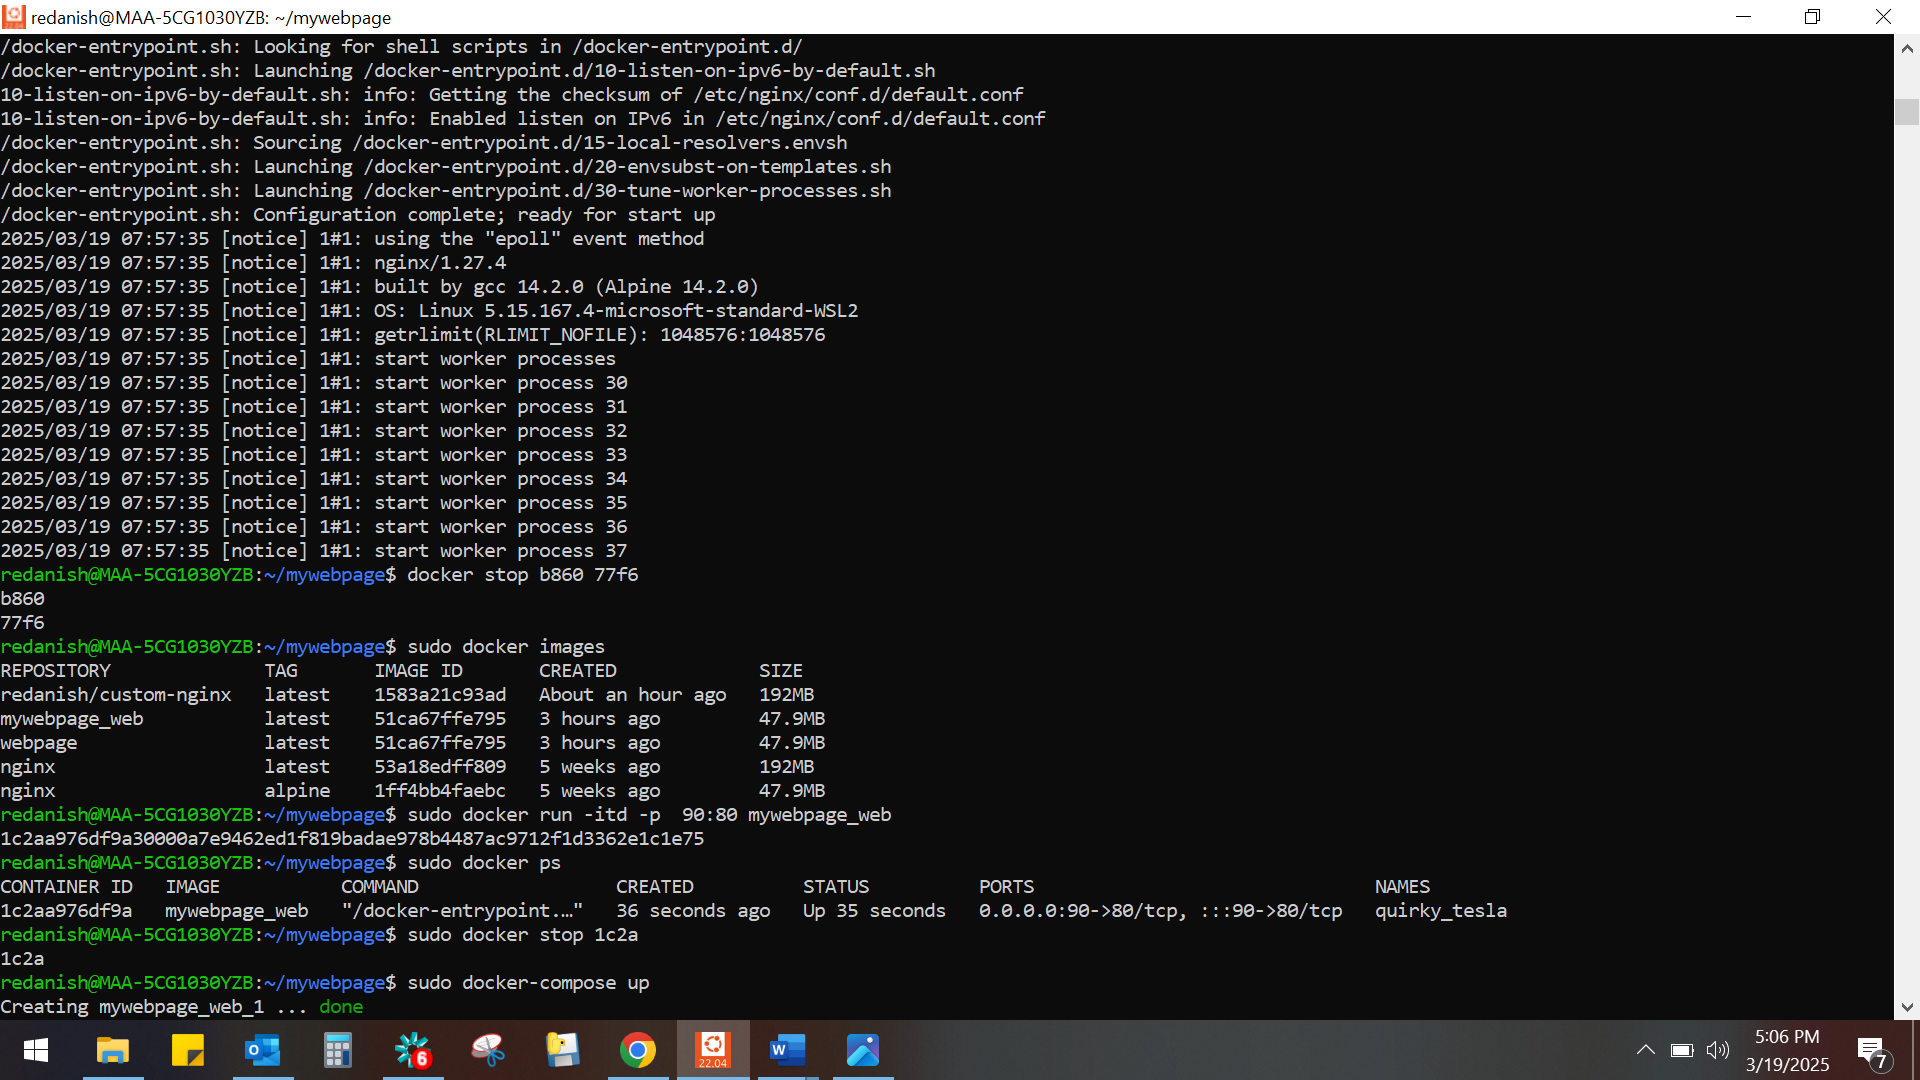 redanish@MAA-5CG1030YZB: ~/mywebpage
/docker-entrypoint.sh: Looking for shell scripts in /docker-entrypoint.d/
/docker-entrypoint.sh: Launching /docker-entrypoint.d/10-listen-on-ipv6-by-default.sh
10-listen-on-ipv6-by-default.sh: info: Getting the checksum of /etc/nginx/conf.d/default.conf
10-listen-on-ipv6-by-default.sh: info: Enabled listen on IPv6 in /etc/nginx/conf.d/default.conf
/docker-entrypoint.sh: Sourcing /docker-entrypoint.d/15-local-resolvers.envsh
/docker-entrypoint.sh: Launching /docker-entrypoint.d/20-envsubst-on-templates.sh
/docker-entrypoint.sh: Launching /docker-entrypoint.d/30-tune-worker-processes.sh
/docker-entrypoint.sh: Configuration complete; ready for start up
2025/03/19 07:57:35 [notice] 1#1: using the "epoll" event method
2025/03/19 07:57:35 [notice] 1#1: nginx/1.27.4
2025/03/19 07:57:35 [notice] 1#1: built by gcc 14.2.0 (Alpine 14.2.0)
2025/03/19 07:57:35 [notice] 1#1: OS: Linux 5.15.167.4-microsoft-standard-WSL2
2025/03/19 07:57:35 [notice] 1#1: getrlimit(RLIMIT_NOFILE): 1048576:1048576
2025/03/19 07:57:35 [notice] 1#1: start worker processes
2025/03/19 07:57:35 [notice] 1#1: start worker process 30
2025/03/19 07:57:35 [notice] 1#1: start worker process 31
2025/03/19 07:57:35 [notice] 1#1: start worker process 32
2025/03/19 07:57:35 [notice] 1#1: start worker process 33
2025/03/19 07:57:35 [notice] 1#1: start worker process 34
2025/03/19 07:57:35 [notice] 1#1: start worker process 35
2025/03/19 07:57:35 [notice] 1#1: start worker process 36
2025/03/19 07:57:35 [notice] 1#1: start worker process 37
redanish@MAA-5CG1030YZB:~/mywebpage$ docker stop b860 77f6
b860
77f6
redanish@MAA-5CG1030YZB:~/mywebpage$ sudo docker images
REPOSITORY              TAG       IMAGE ID       CREATED             SIZE
redanish/custom-nginx   latest    1583a21c93ad   About an hour ago   192MB
mywebpage_web           latest    51ca67ffe795   3 hours ago         47.9MB
webpage                 latest    51ca67ffe795   3 hours ago         47.9MB
nginx                   latest    53a18edff809   5 weeks ago         192MB
nginx                   alpine    1ff4bb4faebc   5 weeks ago         47.9MB
redanish@MAA-5CG1030YZB:~/mywebpage$ sudo docker run -itd -p  90:80 mywebpage_web
1c2aa976df9a30000a7e9462ed1f819badae978b4487ac9712f1d3362e1c1e75
redanish@MAA-5CG1030YZB:~/mywebpage$ sudo docker ps
CONTAINER ID   IMAGE           COMMAND                  CREATED          STATUS          PORTS                               NAMES
1c2aa976df9a   mywebpage_web   "/docker-entrypoint.…"   36 seconds ago   Up 35 seconds   0.0.0.0:90->80/tcp, :::90->80/tcp   quirky_tesla
redanish@MAA-5CG1030YZB:~/mywebpage$ sudo docker stop 1c2a
1c2a
redanish@MAA-5CG1030YZB:~/mywebpage$ sudo docker-compose up
Creating mywebpage_web_1 ... done
5:06 PM
3/19/2025
6
22.04
7